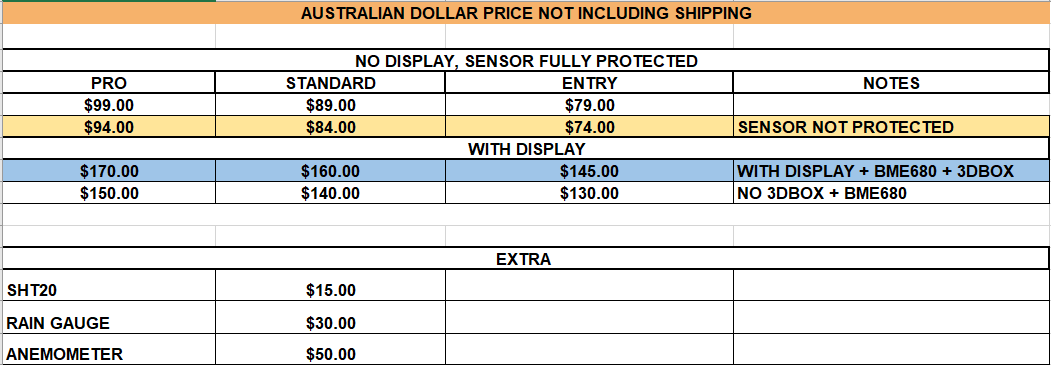 AUSTRALIAN DOLLAR PRICE NOT INCLUDING SHIPPING
NO DISPLAY, SENSOR FULLY PROTECTED
PRO STANDARD ENTRY NOTES
$99.00 $89.00 $79.00
$94.00 $84.00 $74.00 SENSOR NOT PROTECTED
WITH DISPLAY
$170.00 $160.00 $145.00 WITH DISPLAY + BME680 + 3DBOX
$150.00 $140.00 $130.00 NO 3DBOX + BME680
EXTRA
SHT20 $15.00
RAIN GAUGE $30.00
ANEMOMETER $50.00